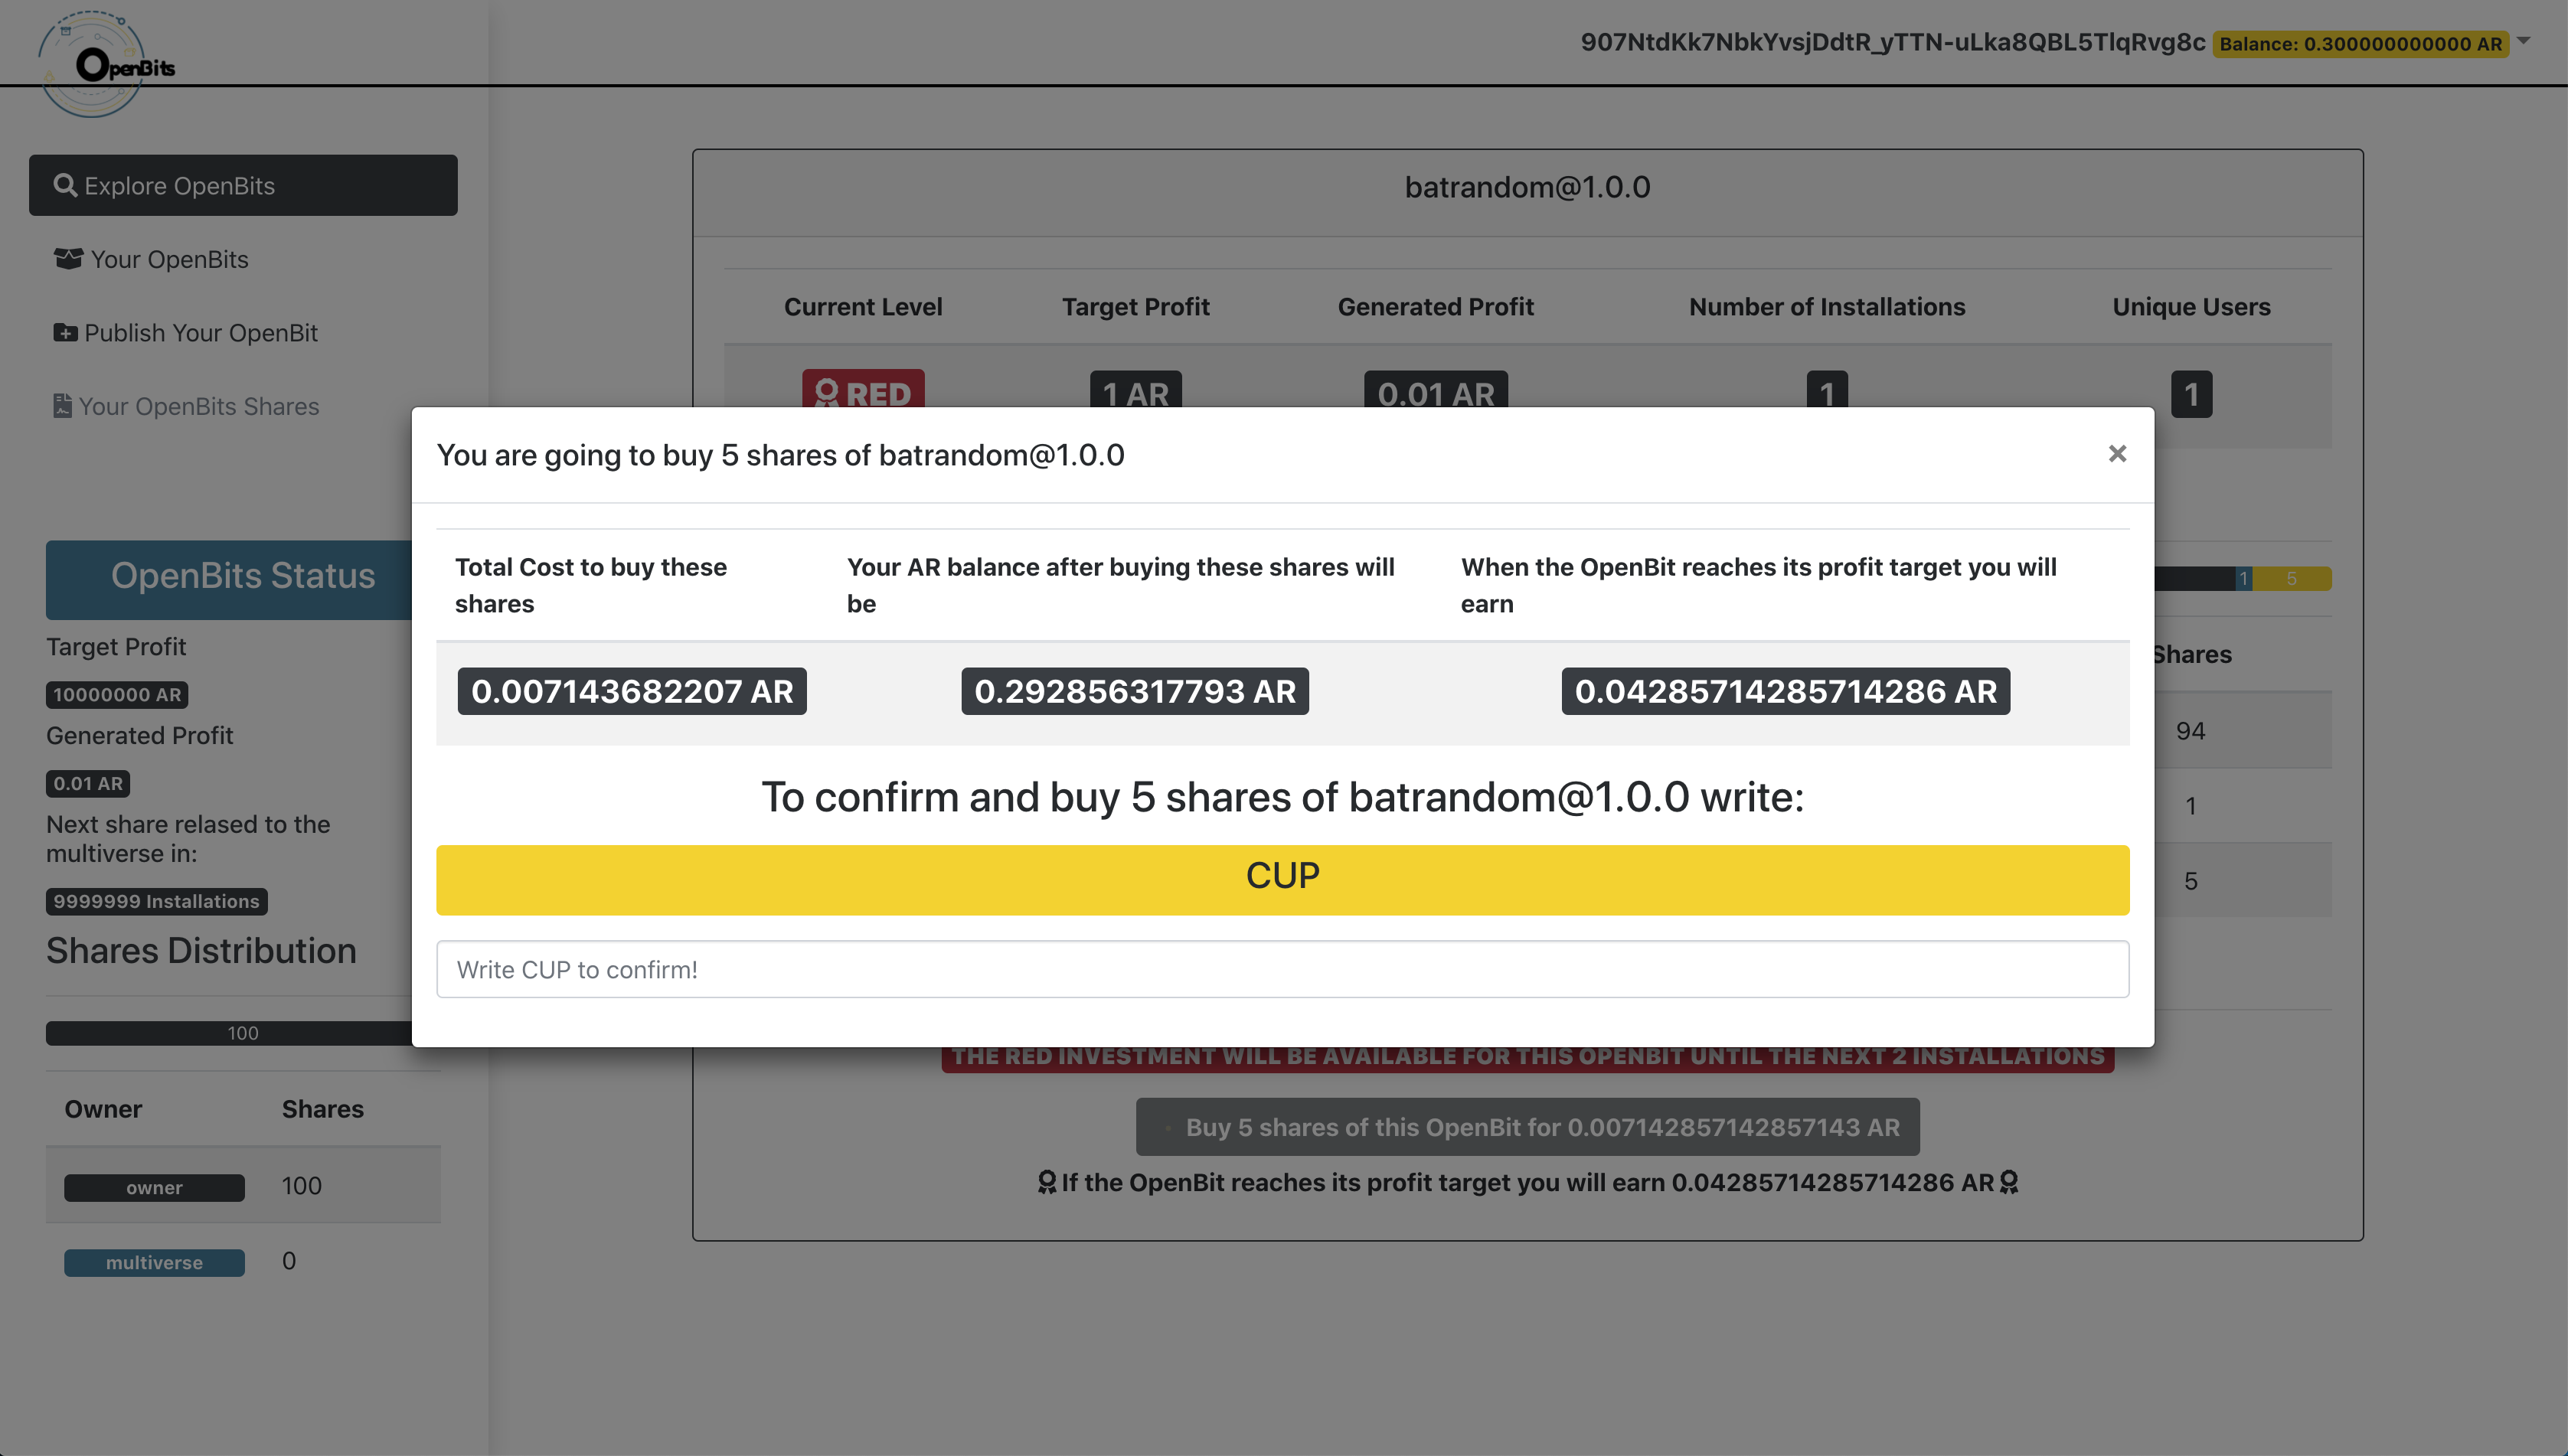 OpenBits
907NtdKk7NbkYvsjDdtR_yTTN-uLka8QBL5TlqRvg8c Balance: 0.300000000000 AR
Explore OpenBits
Your OpenBits
Publish Your OpenBit
Your OpenBits Shares
OpenBits Status
Target Profit
10000000 AR
Generated Profit
0.01 AR
Next share relased to the
multiverse in:
9999999 Installations
Shares Distribution
100
Owner Shares
owner 100
multiverse 0
batrandom@1.0.0
Current Level Target Profit Generated Profit Number of Installations Unique Users
RED 1 AR 0.01 AR 1 1
You are going to buy 5 shares of batrandom@1.0.0 ×
Total Cost to buy these
shares
Your AR balance after buying these shares will
be
When the OpenBit reaches its profit target you will
earn
0.007143682207 AR 0.292856317793 AR 0.04285714285714286 AR
To confirm and buy 5 shares of batrandom@1.0.0 write:
CUP
Write CUP to confirm!
1 5
Shares
94
1
5
THE RED INVESTMENT WILL BE AVAILABLE FOR THIS OPENBIT UNTIL THE NEXT 2 INSTALLATIONS
Buy 5 shares of this OpenBit for 0.007142857142857143 AR
If the OpenBit reaches its profit target you will earn 0.04285714285714286 AR